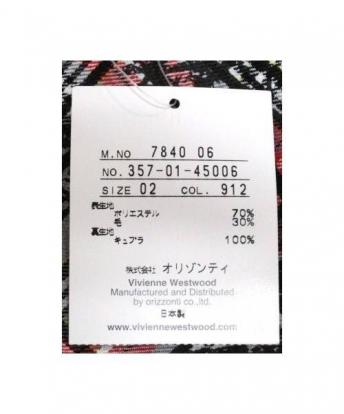 M.NO 7840 06
NO. 357-01-45006
SIZE 02 COL. 912
表生地
ポリエステル 70%
毛 30%
裏生地
キュプラ 100%
株式会社 オリゾンティ
Vivienne Westwood
Manufactured and Distributed
by orizzonti co.,ltd.
日本製
www.viviennewestwood.com